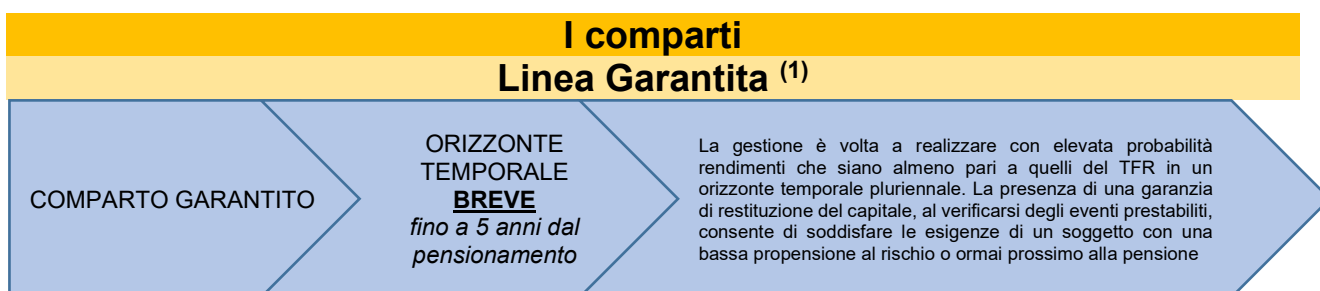 I comparti
Linea Garantita (1)
COMPARTO GARANTITO
ORIZZONTE
TEMPORALE
BREVE
fino a 5 anni dal
pensionamento
La gestione è volta a realizzare con elevata probabilità
rendimenti che siano almeno pari a quelli del TFR in un
orizzonte temporale pluriennale. La presenza di una garanzia
di restituzione del capitale, al verificarsi degli eventi prestabiliti,
consente di soddisfare le esigenze di un soggetto con una
bassa propensione al rischio o ormai prossimo alla pensione